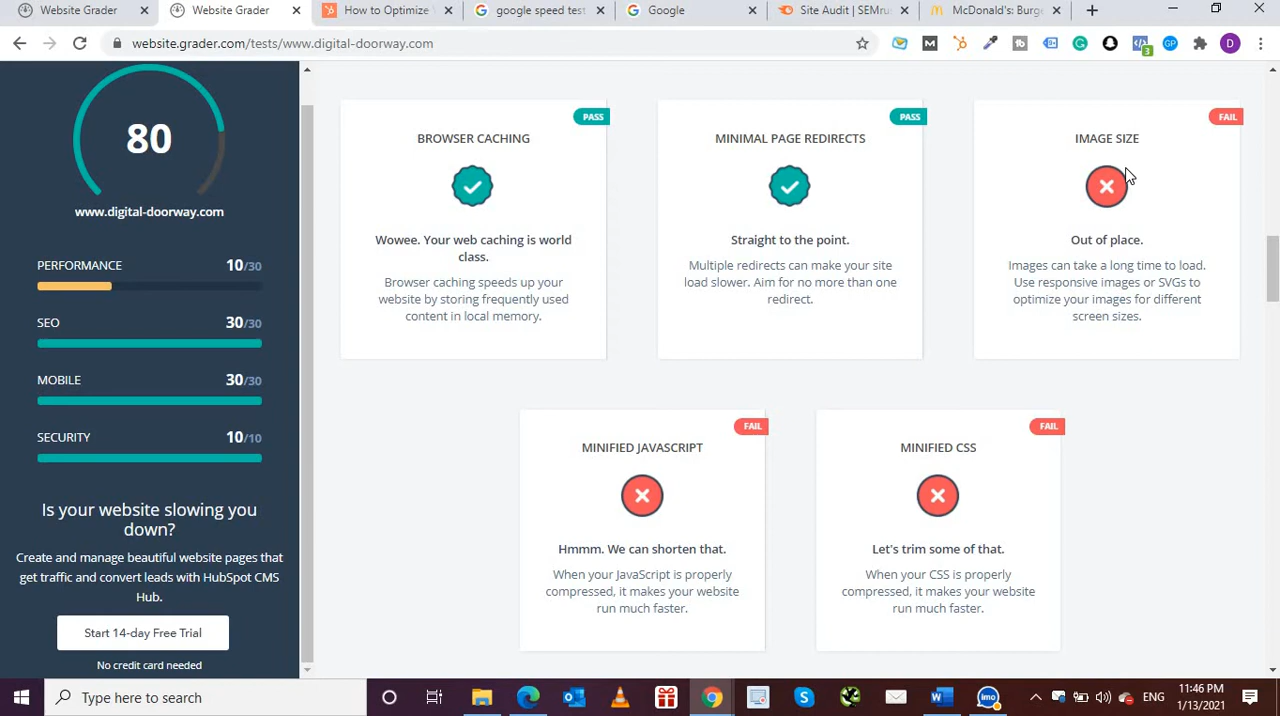 Website Grader
Website Grader
How to Optimize
google speed test
Google
Site Audit | SEMru
McDonald's: Burge
website.grader.com/tests/www.digital-doorway.com
3
GP
D
80
www.digital-doorway.com
PERFORMANCE 10/30
SEO 30/30
MOBILE 30/30
SECURITY 10/10
Is your website slowing you
down?
Create and manage beautiful website pages that
get traffic and convert leads with HubSpot CMS
Hub.
Start 14-day Free Trial
No credit card needed
PASS
BROWSER CACHING
Wowee. Your web caching is world
class.
Browser caching speeds up your
website by storing frequently used
content in local memory.
PASS
MINIMAL PAGE REDIRECTS
Straight to the point.
Multiple redirects can make your site
load slower. Aim for no more than one
redirect.
FAIL
IMAGE SIZE
Out of place.
Images can take a long time to load.
Use responsive images or SVGs to
optimize your images for different
screen sizes.
FAIL
MINIFIED JAVASCRIPT
Hmmm. We can shorten that.
When your JavaScript is properly
compressed, it makes your website
run much faster.
FAIL
MINIFIED CSS
Let's trim some of that.
When your CSS is properly
compressed, it makes your website
run much faster.
Type here to search
imo
ENG
11:46 PM
1/13/2021